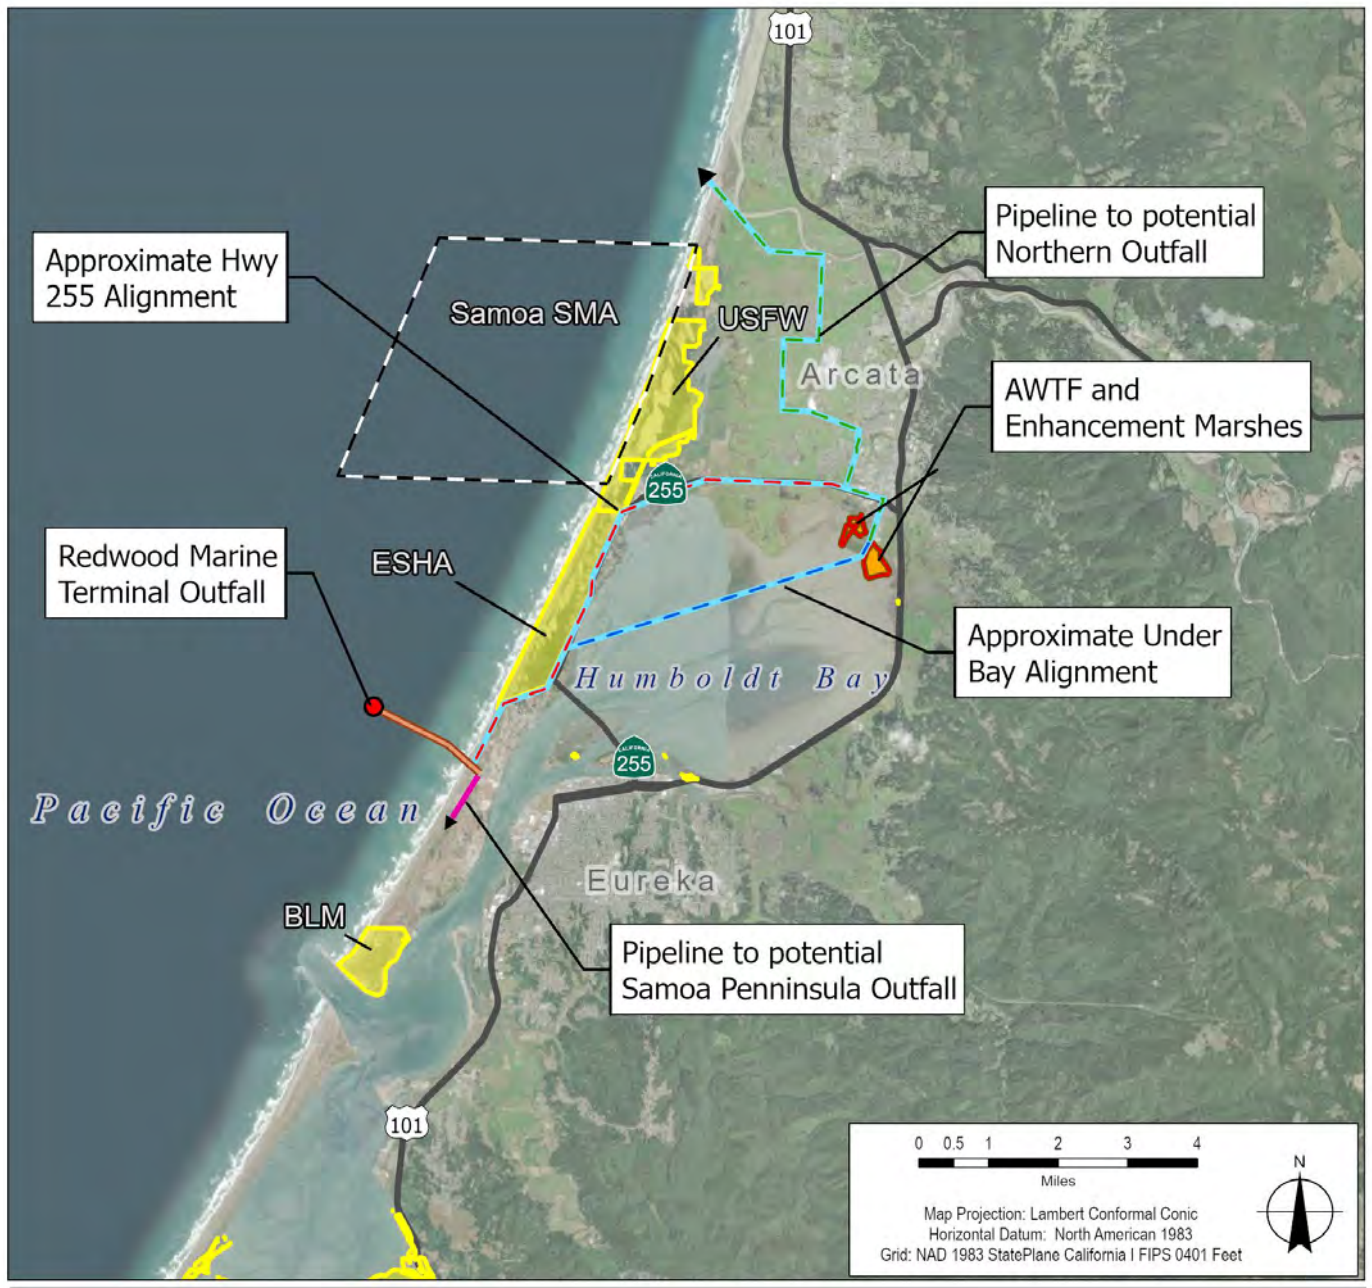 101
Pipeline to potential
Northern Outfall
Approximate Hwy
255 Alignment
Samoa SMA
USFW
Arcata
AWTF and
Enhancement Marshes
CALIFORNIA
255
Redwood Marine
Terminal Outfall
ESHA
Approximate Under
Bay Alignment
Humboldt Bay
CALIFORNIA
255
Pacific Ocean
Eureka
BLM
Pipeline to potential
Samoa Penninsula Outfall
101
0 0.5 1 2 3 4
Miles
N
Map Projection: Lambert Conformal Conic
Horizontal Datum: North American 1983
Grid: NAD 1983 StatePlane California I FIPS 0401 Feet